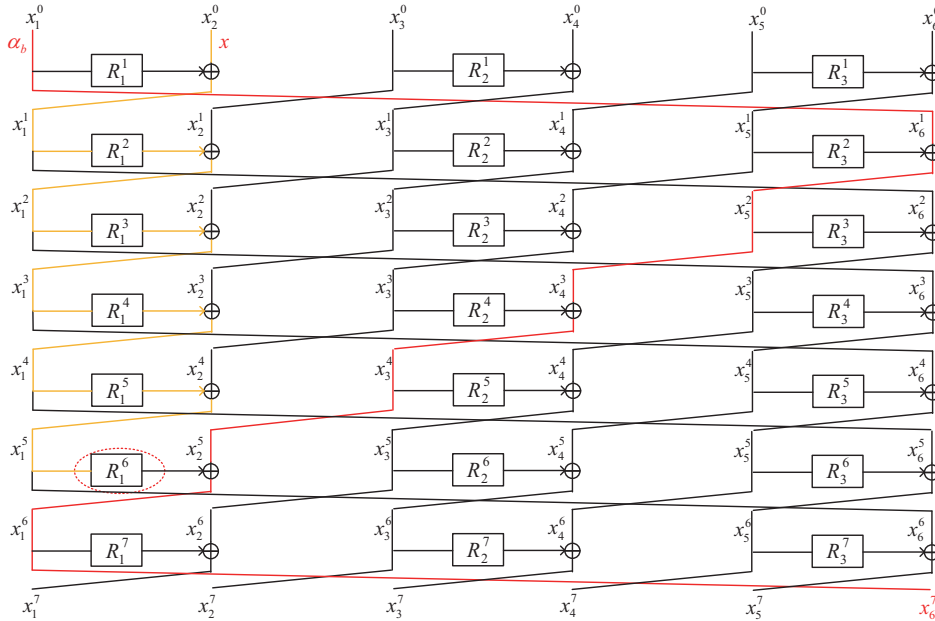 x_1^0 x_2^0 x_3^0 x_4^0 x_5^0 x_6^0
α_b x
R_1^1 R_2^1 R_3^1
x_1^1 x_2^1 x_3^1 x_4^1 x_5^1 x_6^1
R_1^2 R_2^2 R_3^2
x_1^2 x_2^2 x_3^2 x_4^2 x_5^2 x_6^2
R_1^3 R_2^3 R_3^3
x_1^3 x_2^3 x_3^3 x_4^3 x_5^3 x_6^3
R_1^4 R_2^4 R_3^4
x_1^4 x_2^4 x_3^4 x_4^4 x_5^4 x_6^4
R_1^5 R_2^5 R_3^5
x_1^5 x_2^5 x_3^5 x_4^5 x_5^5 x_6^5
R_1^6 R_2^6 R_3^6
x_1^6 x_2^6 x_3^6 x_4^6 x_5^6 x_6^6
R_1^7 R_2^7 R_3^7
x_1^7 x_2^7 x_3^7 x_4^7 x_5^7 x_6^7